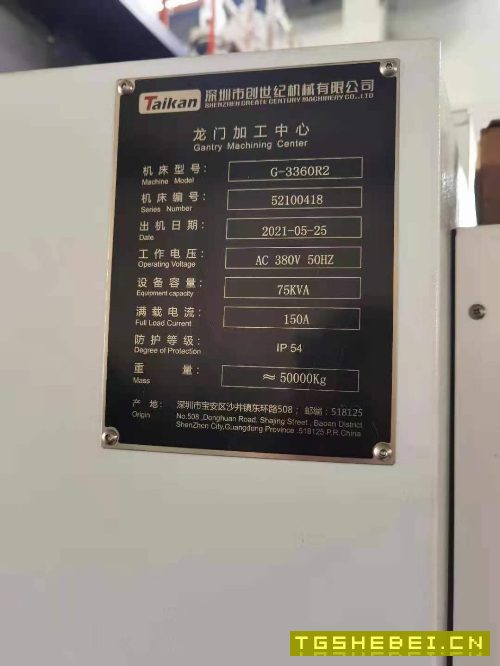 Taikan 深圳市创世纪机械有限公司
SHENZHEN CREATE CENTURY MACHINERY CO.,LTD
龙门加工中心
Gantry Machining Center
机床型号: G-3360R2
Machine Model
机床编号: 52100418
Series Number
出机日期: 2021-05-25
Date
工作电压: AC 380V 50HZ
Operating Voltage
设备容量: 75KVA
Equipment capacity
满载电流: 150A
Full Load Current
防护等级: IP 54
Degree of Protection
重量: ≈50000Kg
Mass
产地: 深圳市宝安区沙井镇东环路508; 邮编:518125
Origin No.508 ,Donghuan Road, Shajing Street , Baoan District
ShenZhen City,Guangdong Province .518125 P.R.China
TGSHEBEI.CN